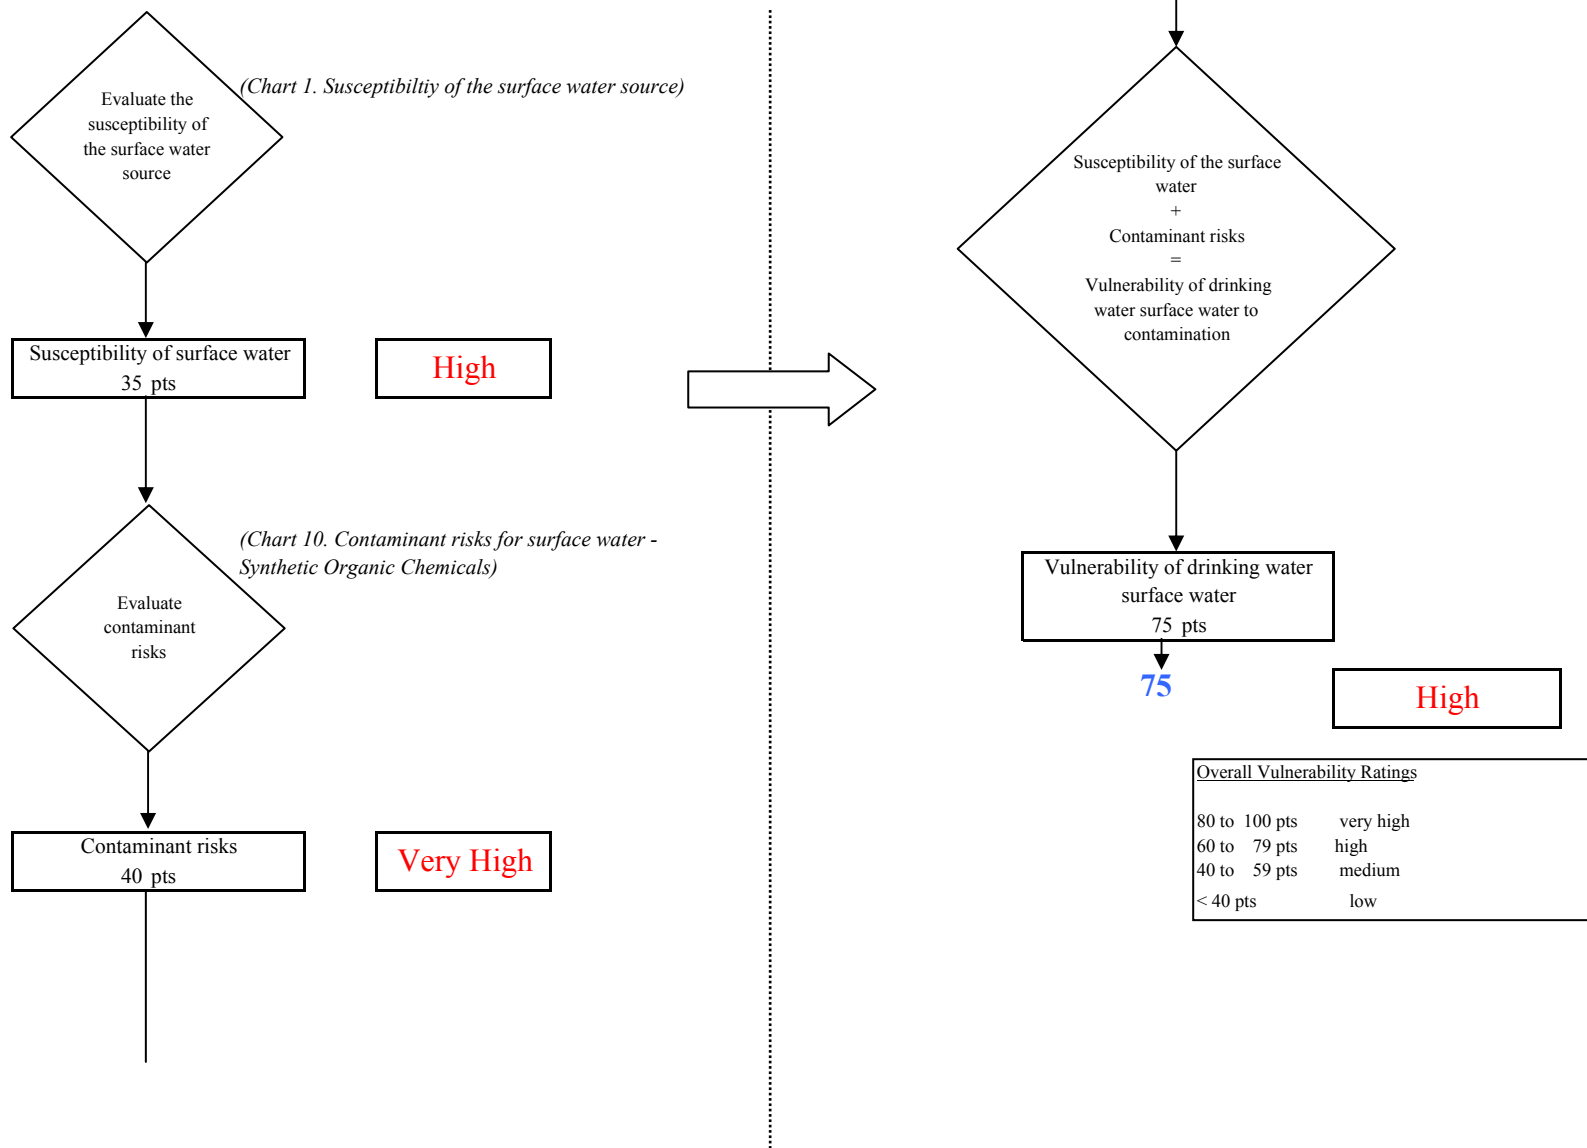 Evaluate the
susceptibility of
the surface water
source
(Chart 1. Susceptibiltiy of the surface water source)
Susceptibility of surface water
35 pts
High
(Chart 10. Contaminant risks for surface water -
Synthetic Organic Chemicals)
Evaluate
contaminant
risks
Contaminant risks
40 pts
Very High
Susceptibility of the surface
water
+
Contaminant risks
=
Vulnerability of drinking
water surface water to
contamination
Vulnerability of drinking water
surface water
75 pts
75
High
Overall Vulnerability Ratings
80 to 100 pts very high
60 to 79 pts high
40 to 59 pts medium
< 40 pts low